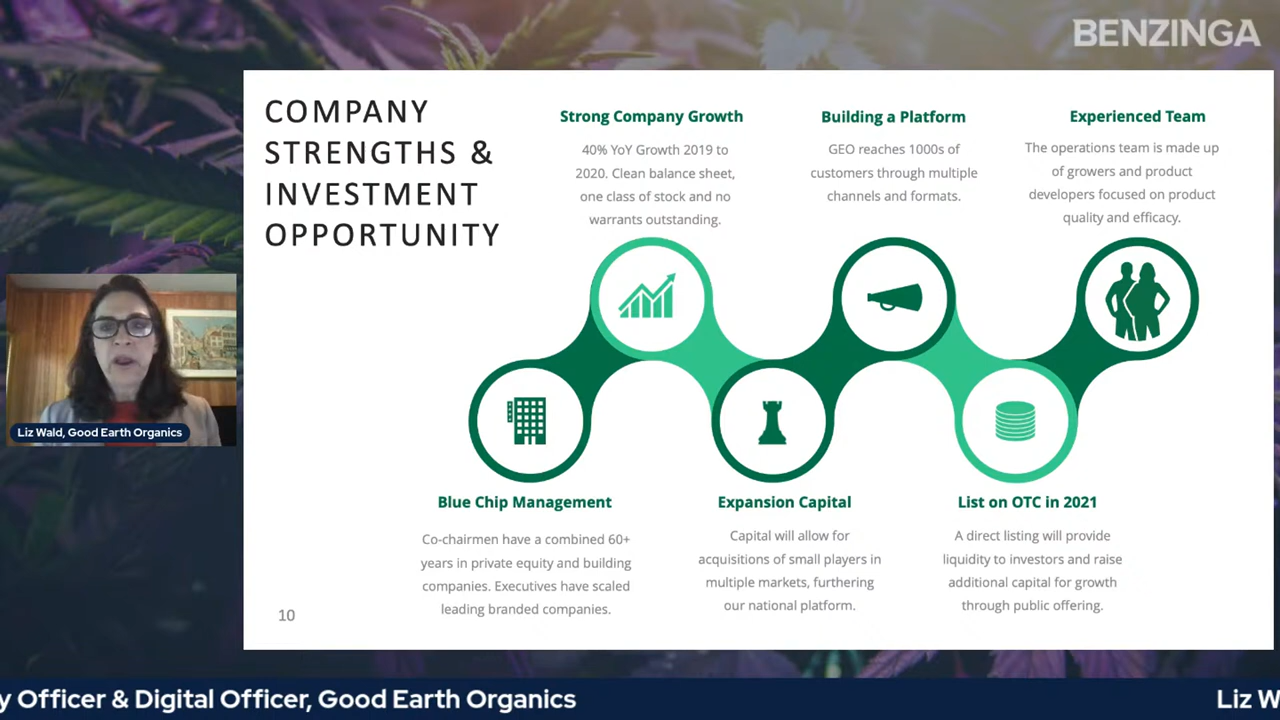 BENZINGA
COMPANY
STRENGTHS &
INVESTMENT
OPPORTUNITY
Strong Company Growth
40% YoY Growth 2019 to
2020. Clean balance sheet,
one class of stock and no
warrants outstanding.
Building a Platform
GEO reaches 1000s of
customers through multiple
channels and formats.
Experienced Team
The operations team is made up
of growers and product
developers focused on product
quality and efficacy.
Liz Wald, Good Earth Organics
Blue Chip Management
Co-chairmen have a combined 60+
years in private equity and building
companies. Executives have scaled
leading branded companies.
Expansion Capital
Capital will allow for
acquisitions of small players in
multiple markets, furthering
our national platform.
List on OTC in 2021
A direct listing will provide
liquidity to investors and raise
additional capital for growth
through public offering.
10
y Officer & Digital Officer, Good Earth Organics
Liz W